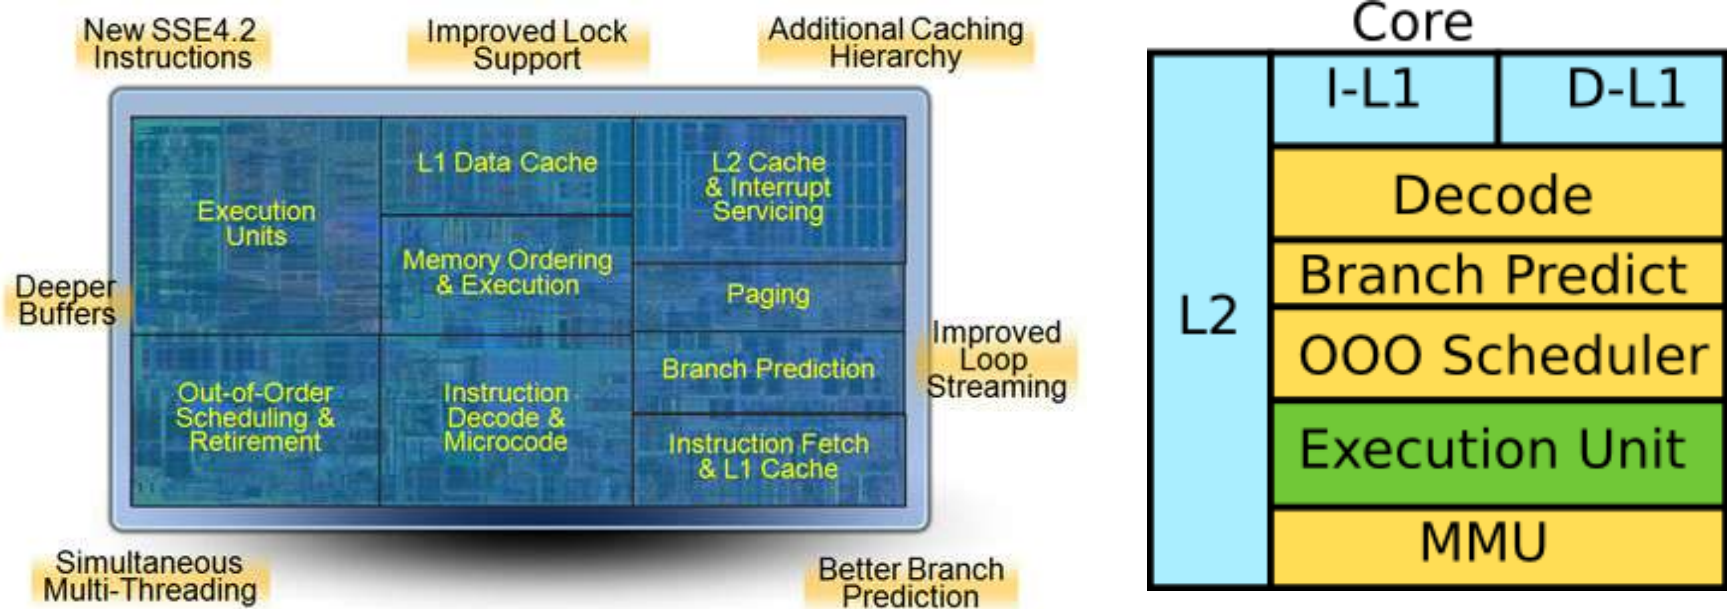 New SSE4.2
Instructions
Improved Lock
Support
Additional Caching
Hierarchy
L1 Data Cache
L2 Cache
& Interrupt
Servicing
Execution
Units
Memory Ordering
& Execution
Paging
Deeper
Buffers
Improved
Loop
Streaming
Branch Prediction
Out-of-Order
Scheduling &
Retirement
Instruction
Decode &
Microcode
Instruction Fetch
& L1 Cache
Simultaneous
Multi-Threading
Better Branch
Prediction
Core
I-L1
D-L1
L2
Decode
Branch Predict
OOO Scheduler
Execution Unit
MMU